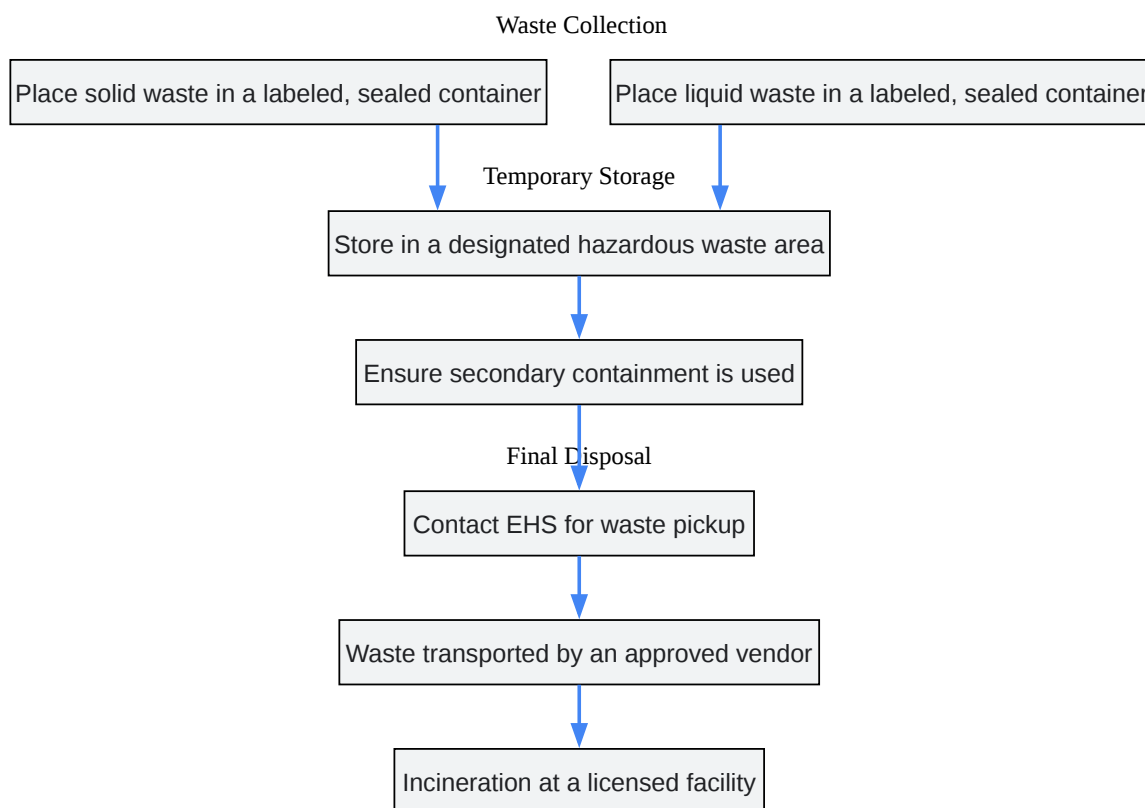 Waste Collection
Place solid waste in a labeled, sealed container
Place liquid waste in a labeled, sealed container
Temporary Storage
Store in a designated hazardous waste area
Ensure secondary containment is used
Final Disposal
Contact EHS for waste pickup
Waste transported by an approved vendor
Incineration at a licensed facility